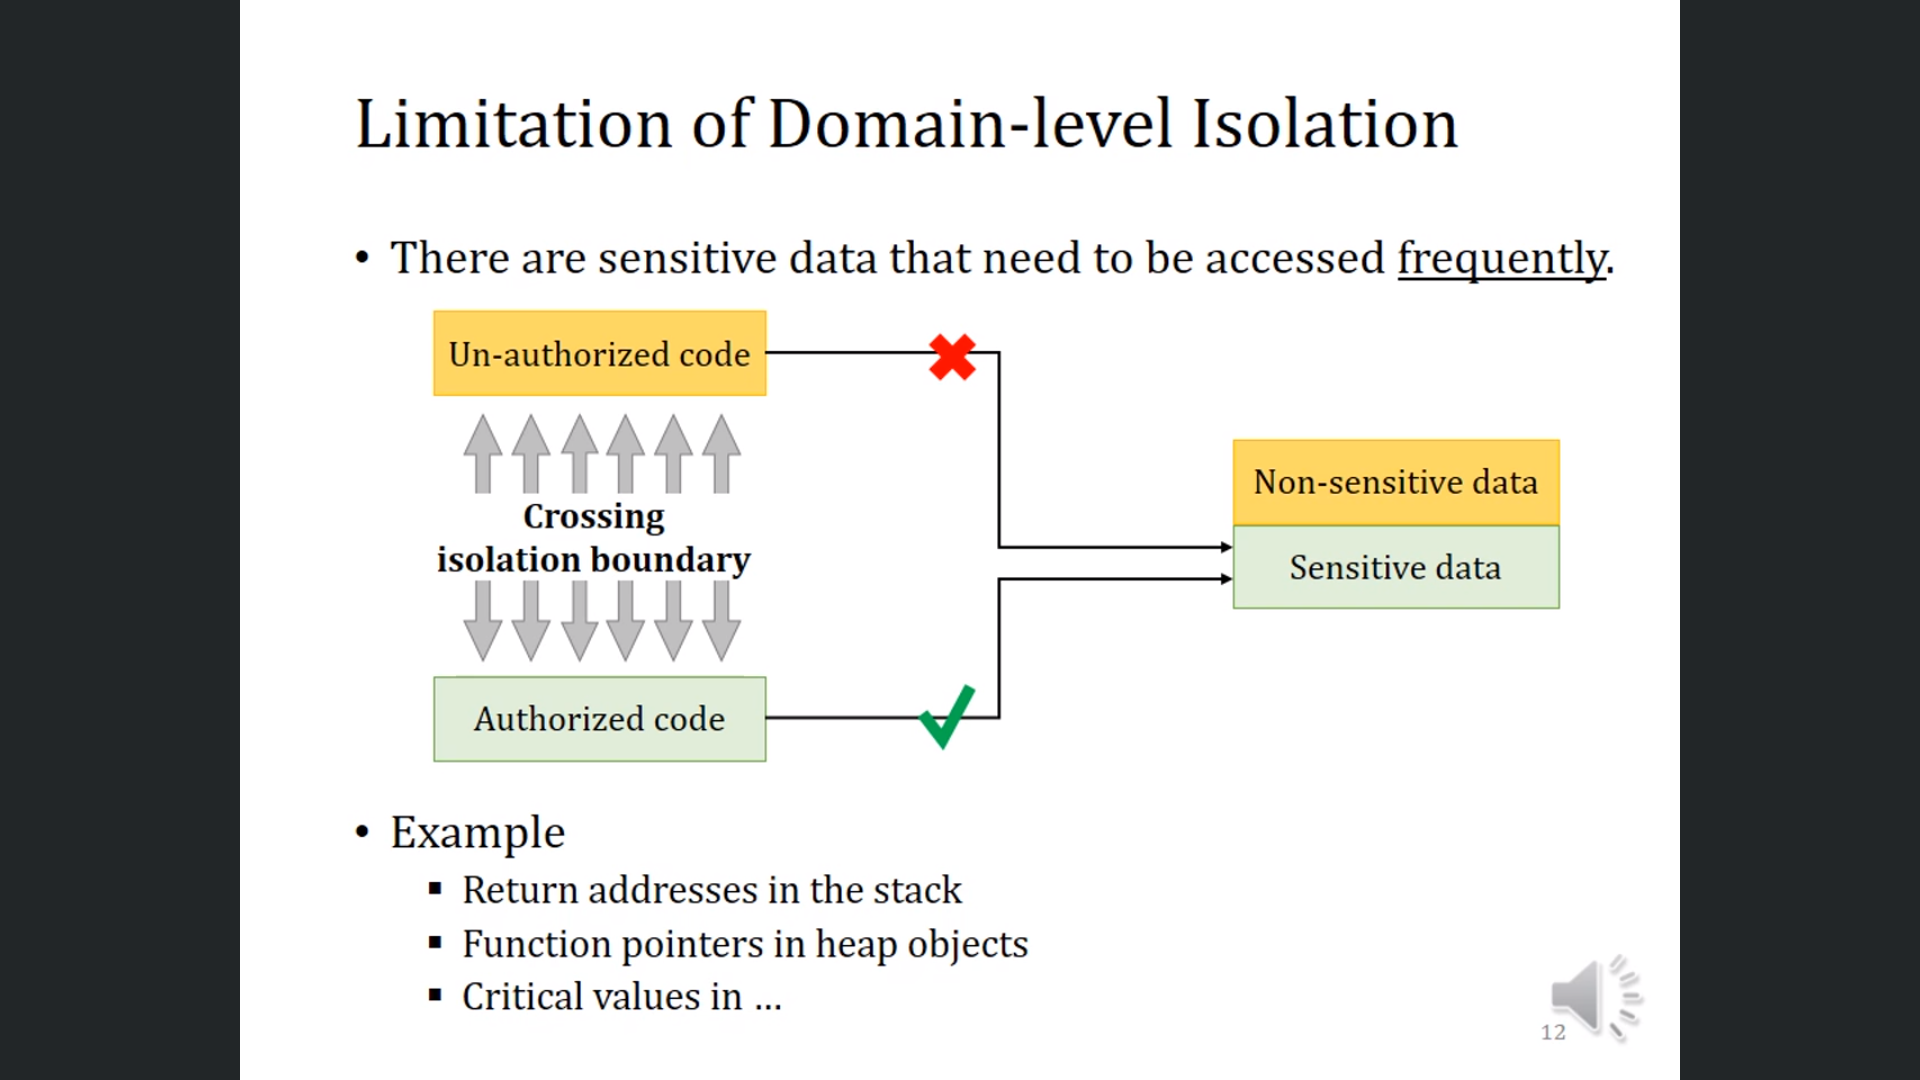 Limitation of Domain-level Isolation
• There are sensitive data that need to be accessed frequently.
Un-authorized code
Crossing
isolation boundary
Authorized code
Non-sensitive data
Sensitive data
• Example
▪ Return addresses in the stack
▪ Function pointers in heap objects
▪ Critical values in ...
12